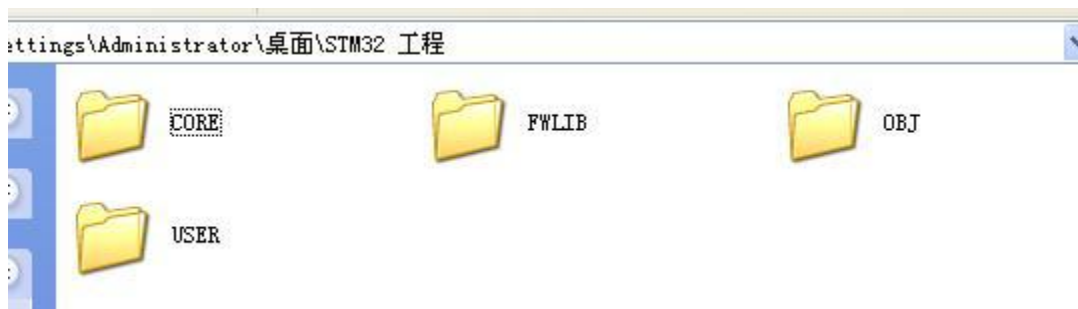 ettings\Administrator\桌面\STM32 工程
CORE
FWLIB
OBJ
USER